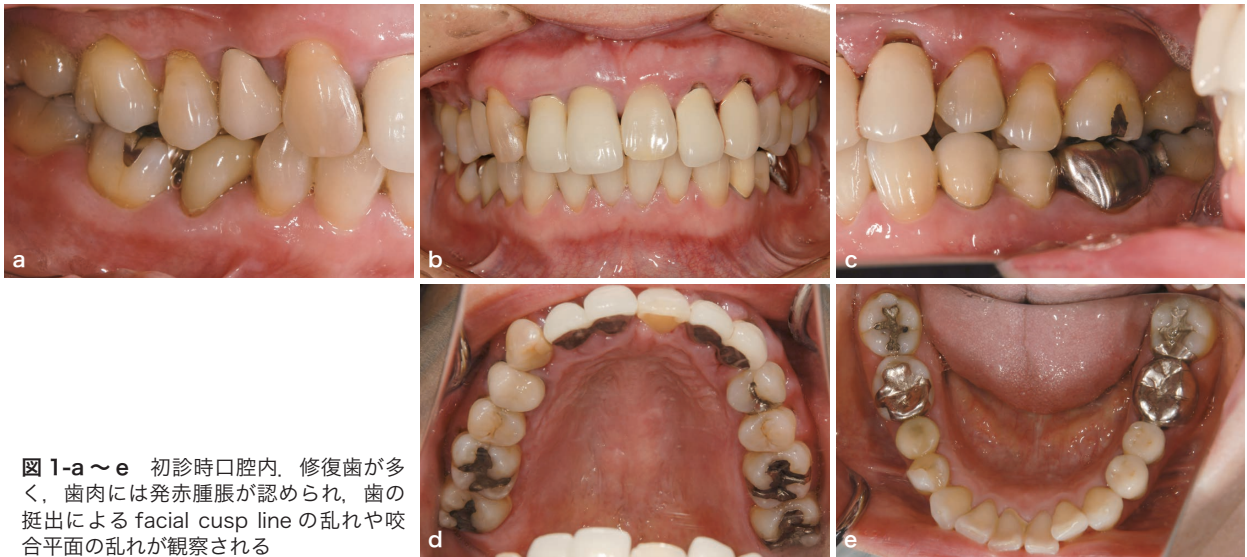 a
b
c
d
e
図 1-a ～ e　初診時口腔内．修復歯が多
く，歯肉には発赤腫脹が認められ，歯の
挺出による facial cusp line の乱れや咬
合平面の乱れが観察される